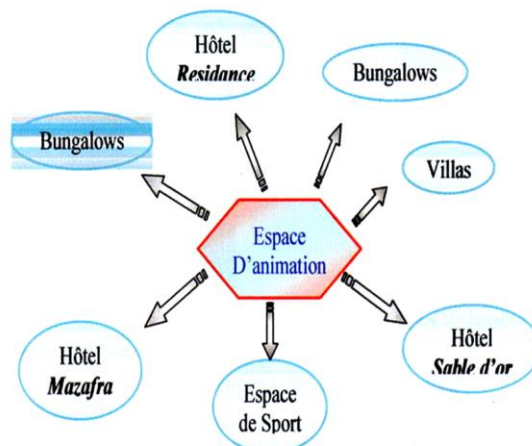 Hôtel
Residance
Bungalows
Bungalows
Villas
Espace
D'animation
Hôtel
Mazafra
Espace
de Sport
Hôtel
Sable d'or